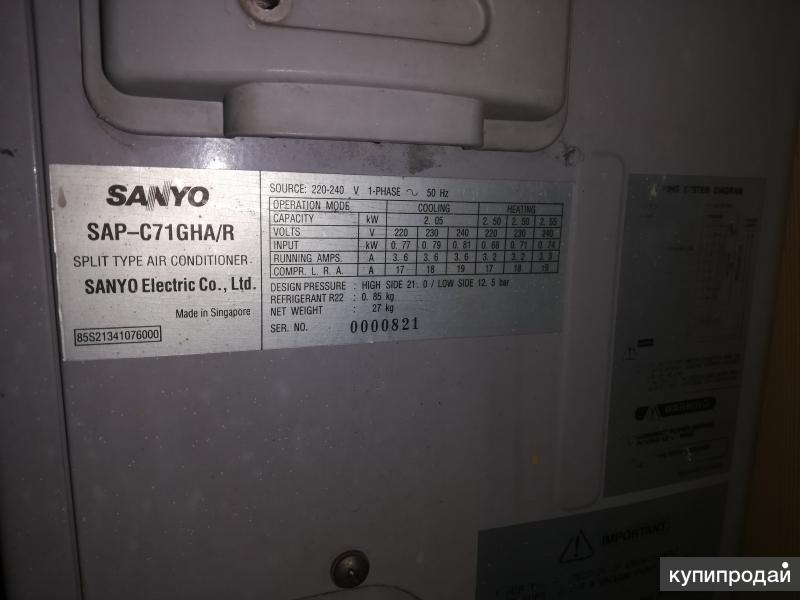 SANYO
SAP-C71GHA/R
SPLIT TYPE AIR CONDITIONER
SANYO Electric Co., Ltd.
Made in Singapore
85S21341076000
SOURCE: 220-240 V 1-PHASE ~ 50 Hz
OPERATION MODE COOLING HEATING
CAPACITY kW 2.05 2.50 2.50 2.55
VOLTS V 220 230 240 220 230 240
INPUT kW 0.77 0.79 0.81 0.68 0.71 0.74
RUNNING AMPS. A 3.6 3.6 3.6 3.2 3.2 3.3
COMPR. L. R. A. A 17 18 19 17 18 19
DESIGN PRESSURE : HIGH SIDE 21.0 / LOW SIDE 12.5 bar
REFRIGERANT R22 : 0.85 kg
NET WEIGHT : 27 kg
SER. NO. 0000821
SYSTEM DIAGRAM
WARNING
IMPORTANT
купипродай